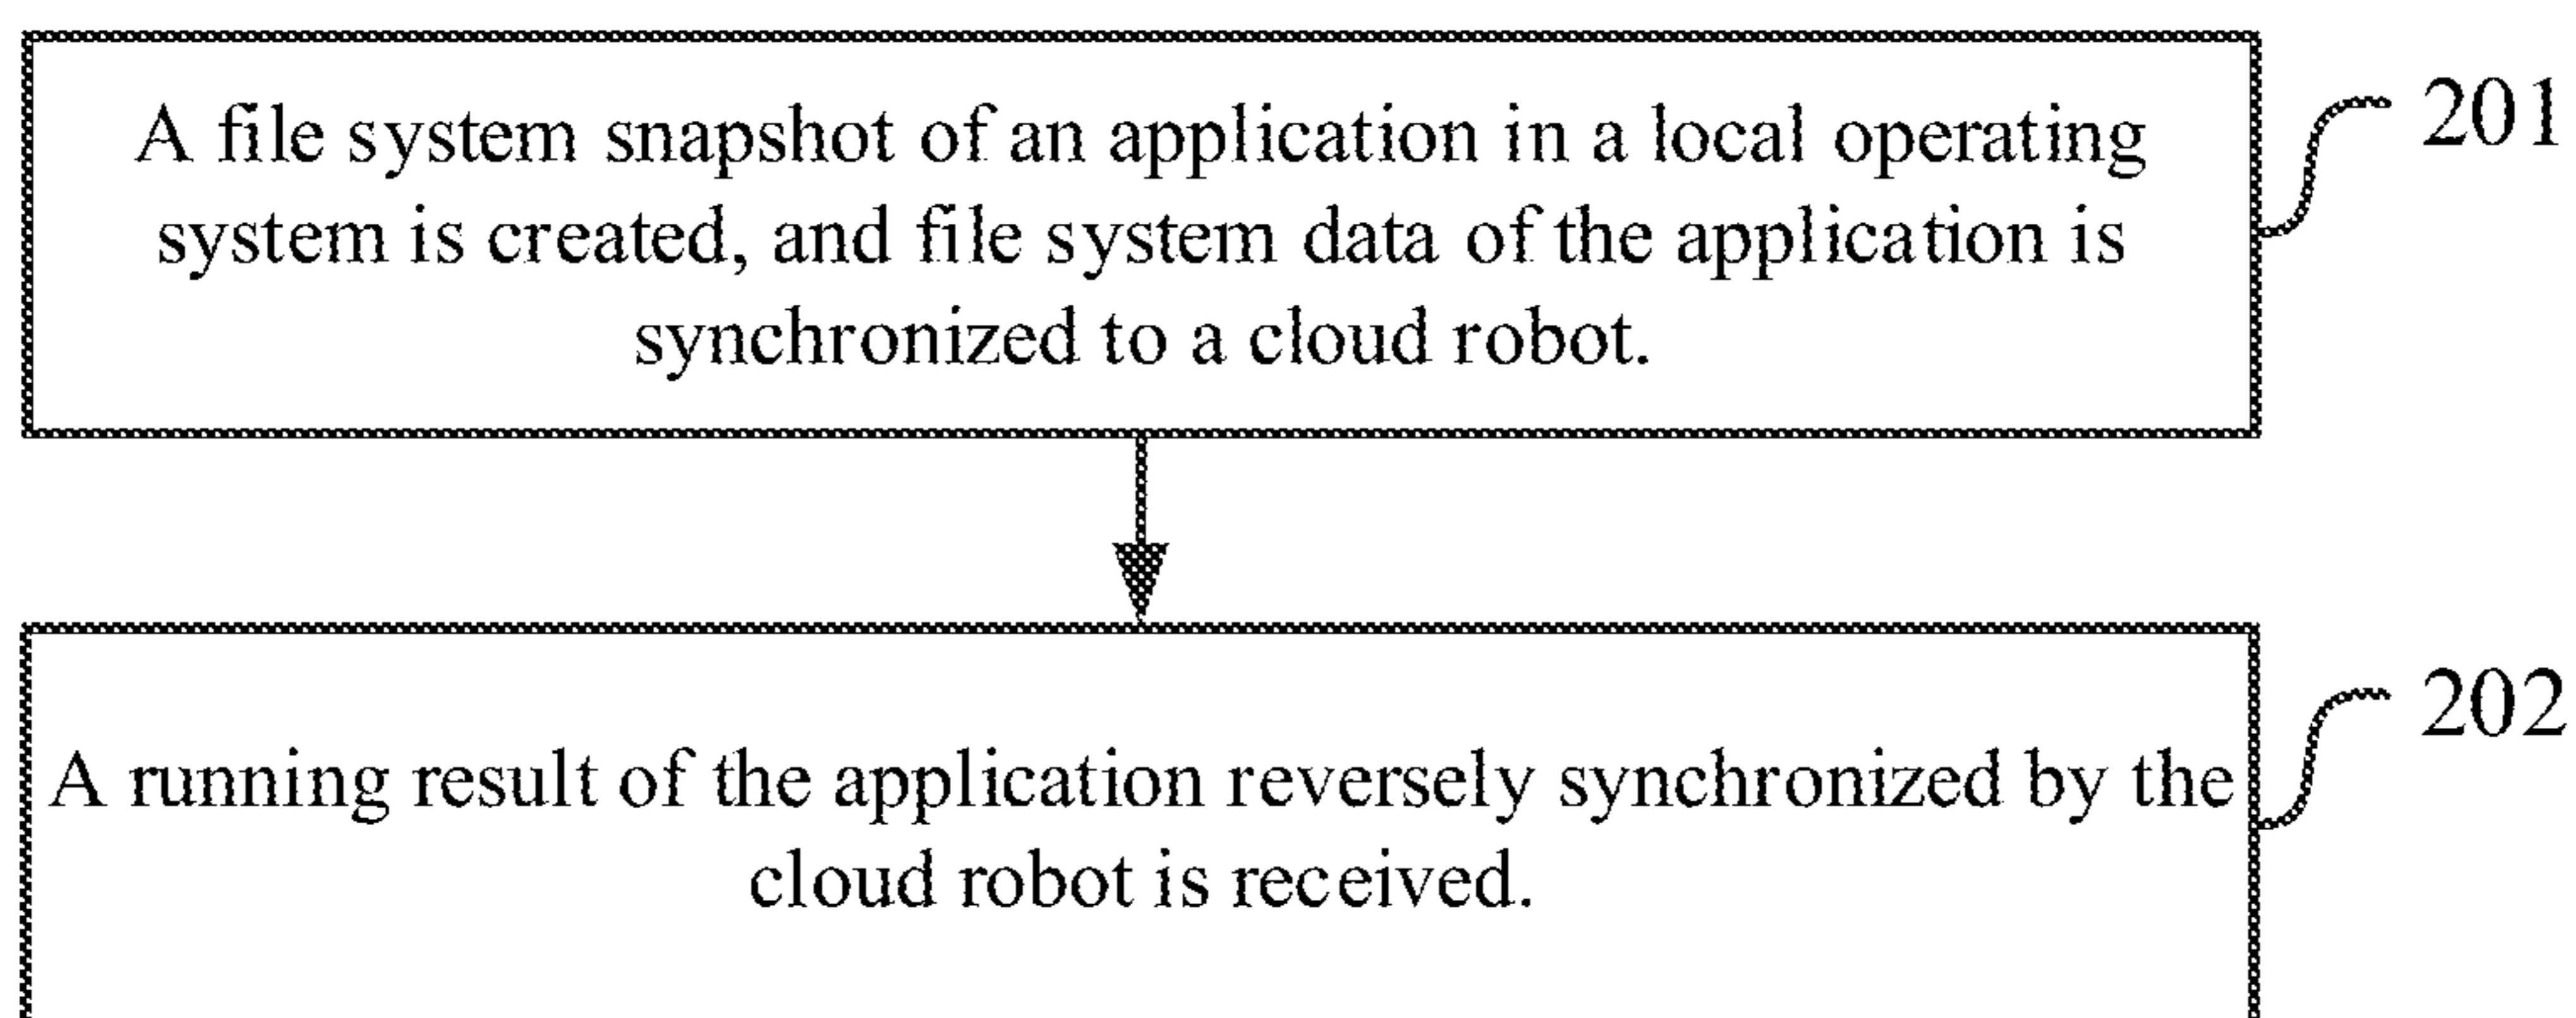 A file system snapshot of an application in a local operating
system is created, and file system data of the application is
synchronized to a cloud robot.
201
A running result of the application reversely synchronized by the
cloud robot is received.
202